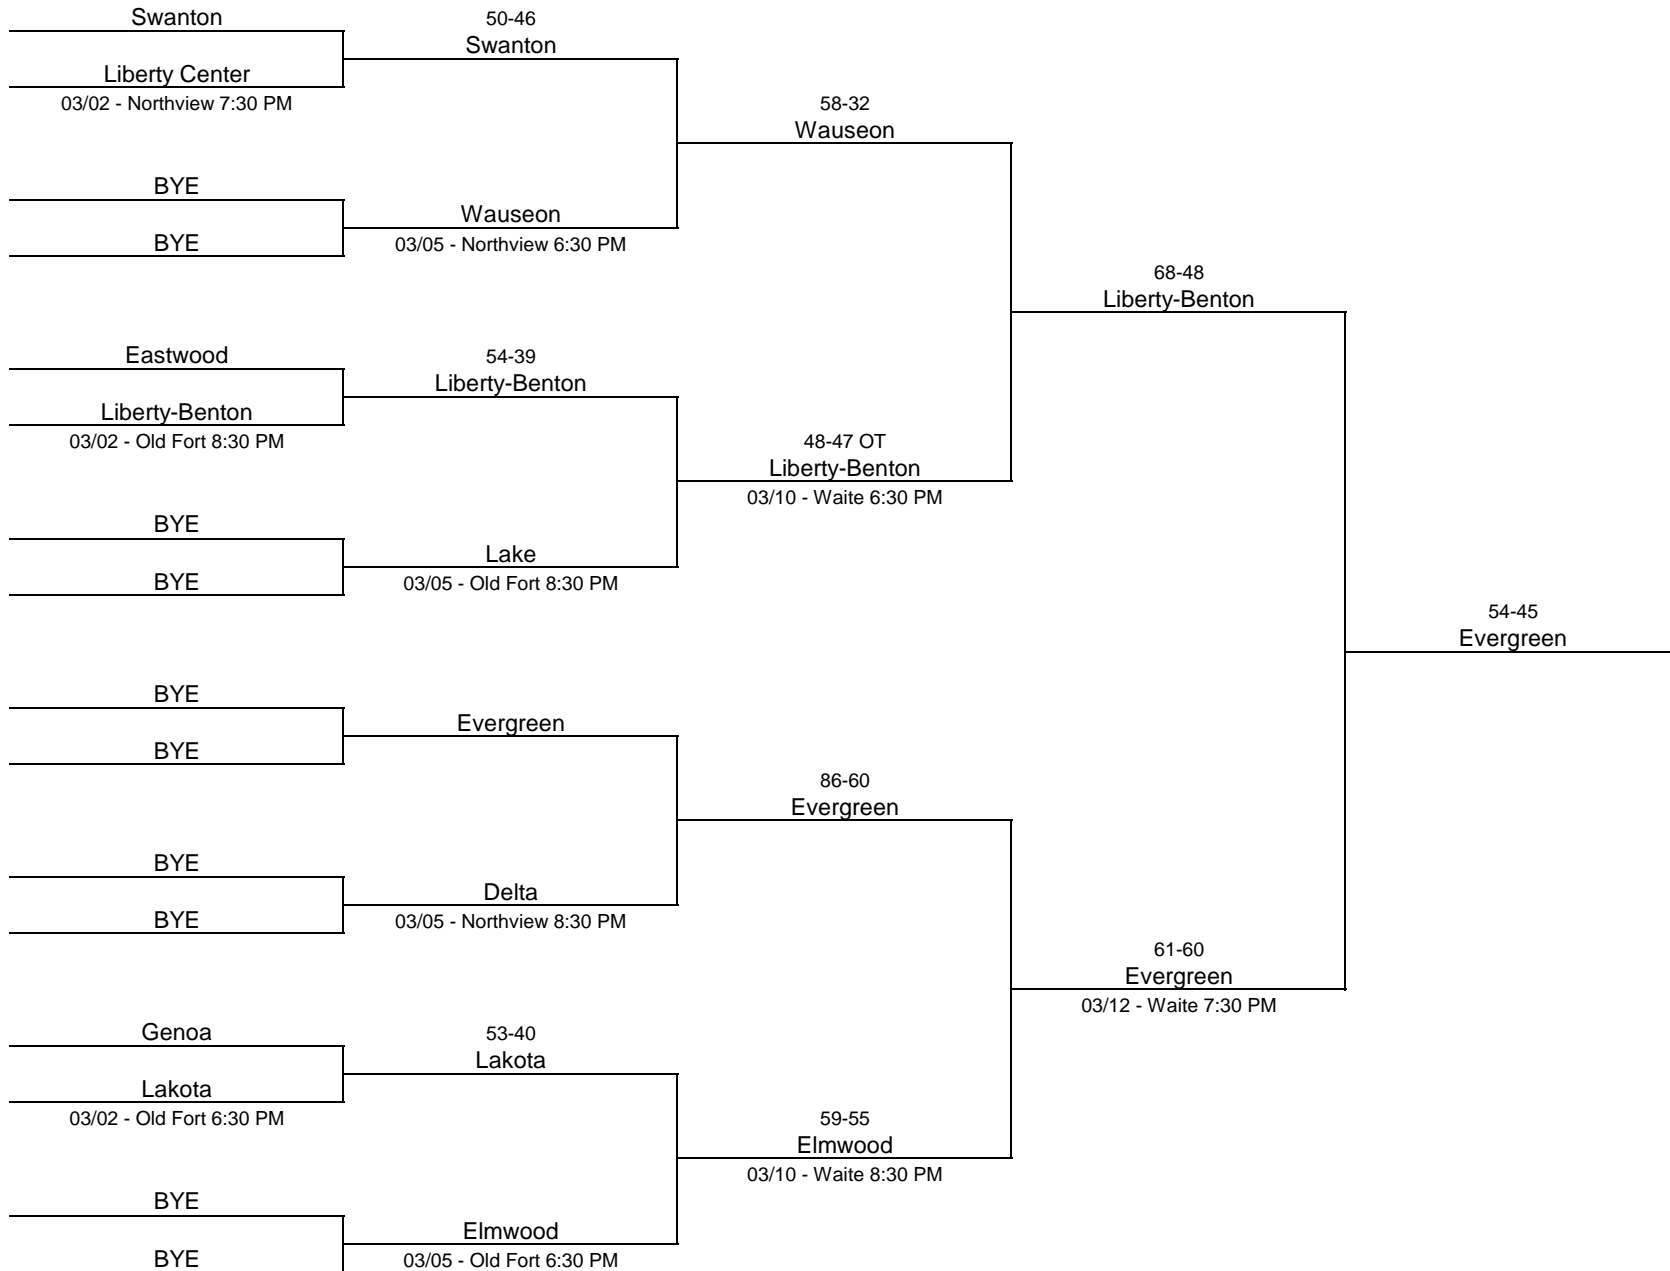 Swanton
50-46
Swanton
Liberty Center
03/02 - Northview 7:30 PM
58-32
Wauseon
BYE
Wauseon
BYE
03/05 - Northview 6:30 PM
68-48
Liberty-Benton
Eastwood
54-39
Liberty-Benton
Liberty-Benton
03/02 - Old Fort 8:30 PM
48-47 OT
Liberty-Benton
03/10 - Waite 6:30 PM
BYE
Lake
BYE
03/05 - Old Fort 8:30 PM
54-45
Evergreen
BYE
Evergreen
BYE
86-60
Evergreen
BYE
Delta
BYE
03/05 - Northview 8:30 PM
61-60
Evergreen
03/12 - Waite 7:30 PM
Genoa
53-40
Lakota
Lakota
03/02 - Old Fort 6:30 PM
59-55
Elmwood
03/10 - Waite 8:30 PM
BYE
Elmwood
BYE
03/05 - Old Fort 6:30 PM